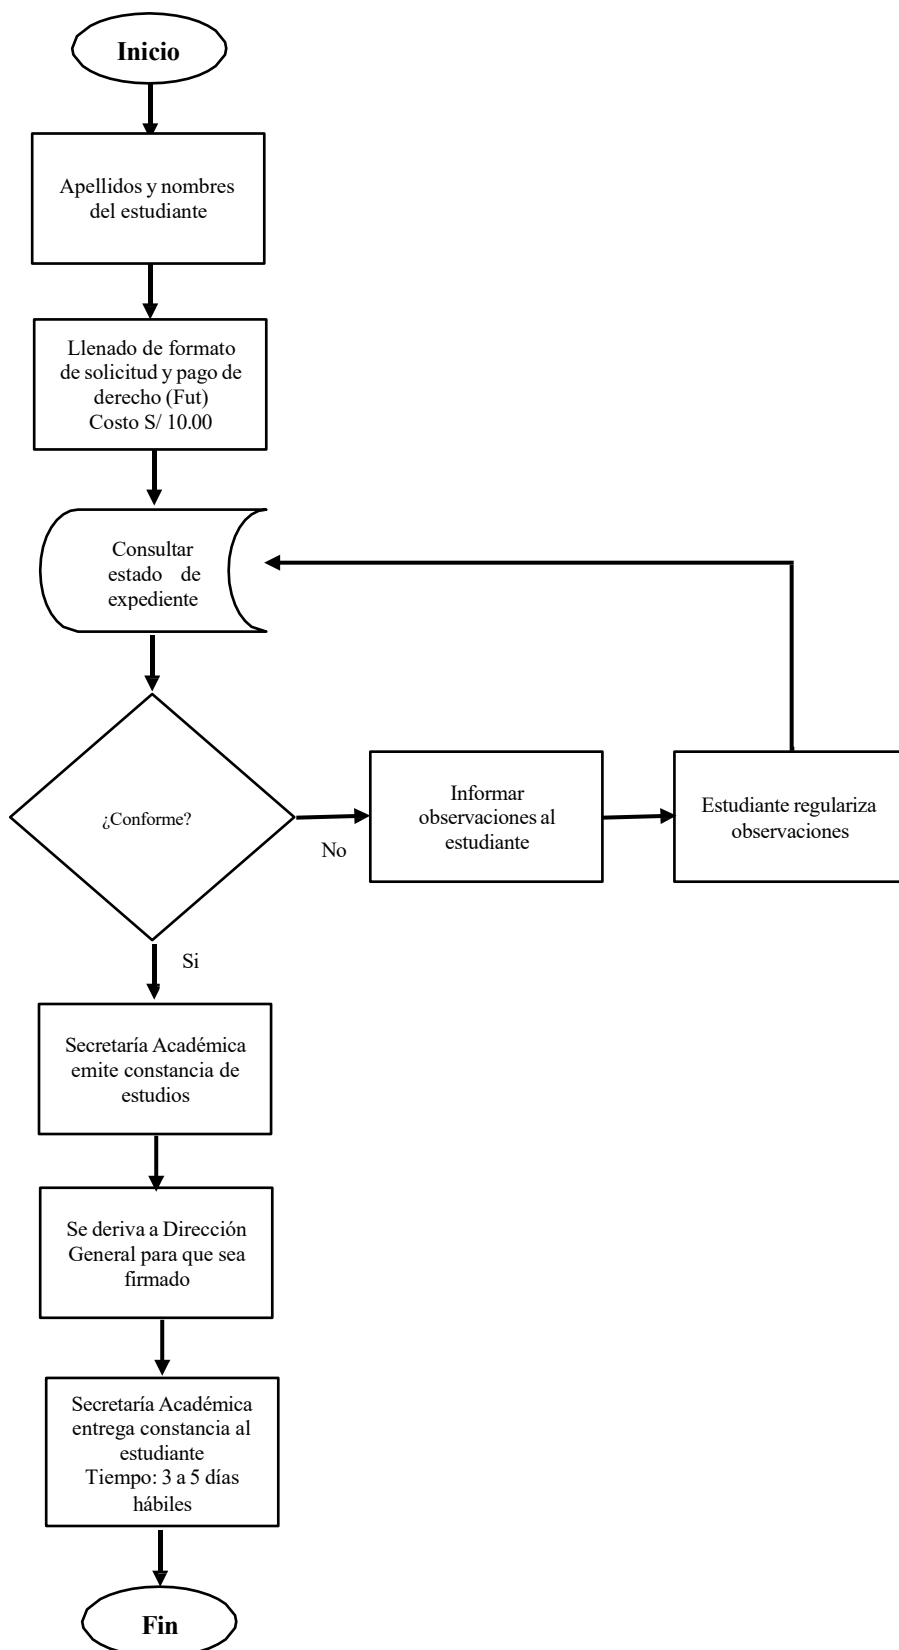 Inicio
Apellidos y nombres
del estudiante
Llenado de formato
de solicitud y pago de
derecho (Fut)
Costo S/ 10.00
Consultar
estado de
expediente
¿Conforme?
No
Informar
observaciones al
estudiante
Estudiante regulariza
observaciones
Si
Secretaría Académica
emite constancia de
estudios
Se deriva a Dirección
General para que sea
firmado
Secretaría Académica
entrega constancia al
estudiante
Tiempo: 3 a 5 días
hábiles
Fin